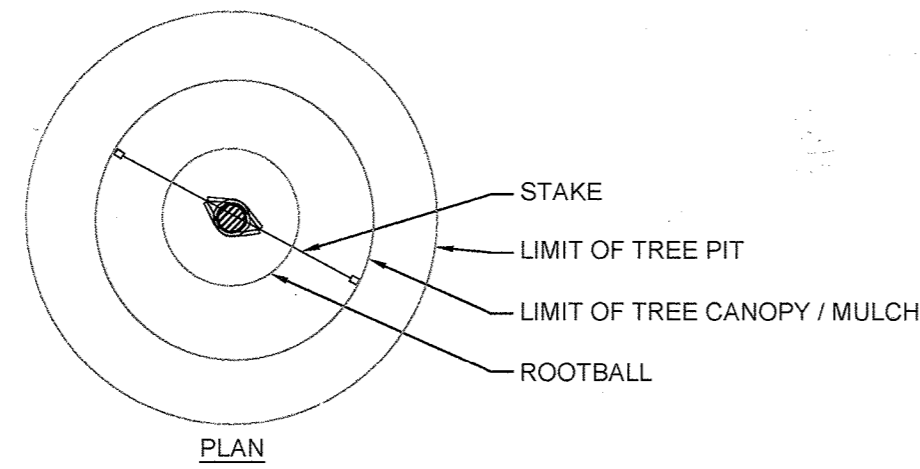 STAKE
LIMIT OF TREE PIT
LIMIT OF TREE CANOPY / MULCH
ROOTBALL
PLAN